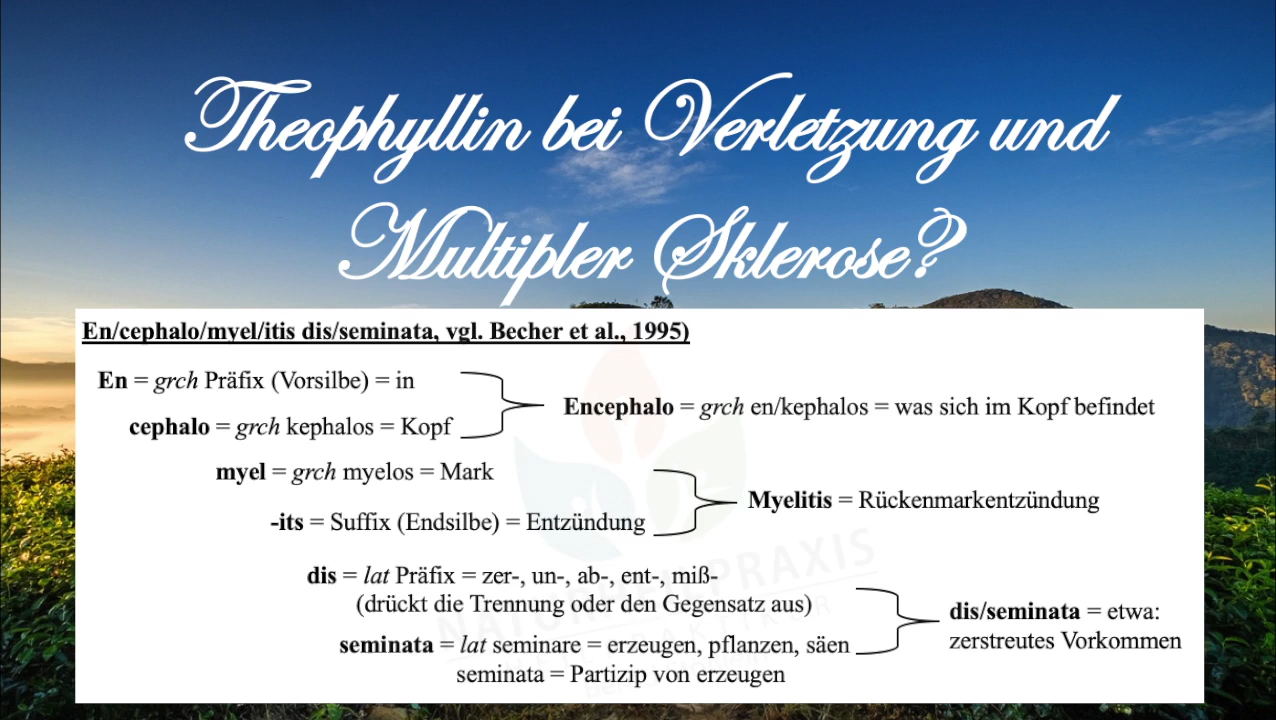 Theophyllin bei Verletzung und
Multipler Sklerose?
En/cephalo/myel/itis dis/seminata, vgl. Becher et al., 1995)
En = grch Präfix (Vorsilbe) = in
cephalo = grch kephalos = Kopf
Encephalo = grch en/kephalos = was sich im Kopf befindet
myel = grch myelos = Mark
-its = Suffix (Endsilbe) = Entzündung
Myelitis = Rückenmarkentzündung
dis = lat Präfix = zer-, un-, ab-, ent-, miß-
(drückt die Trennung oder den Gegensatz aus)
seminata = lat seminare = erzeugen, pflanzen, säen
seminata = Partizip von erzeugen
dis/seminata = etwa:
zerstreutes Vorkommen